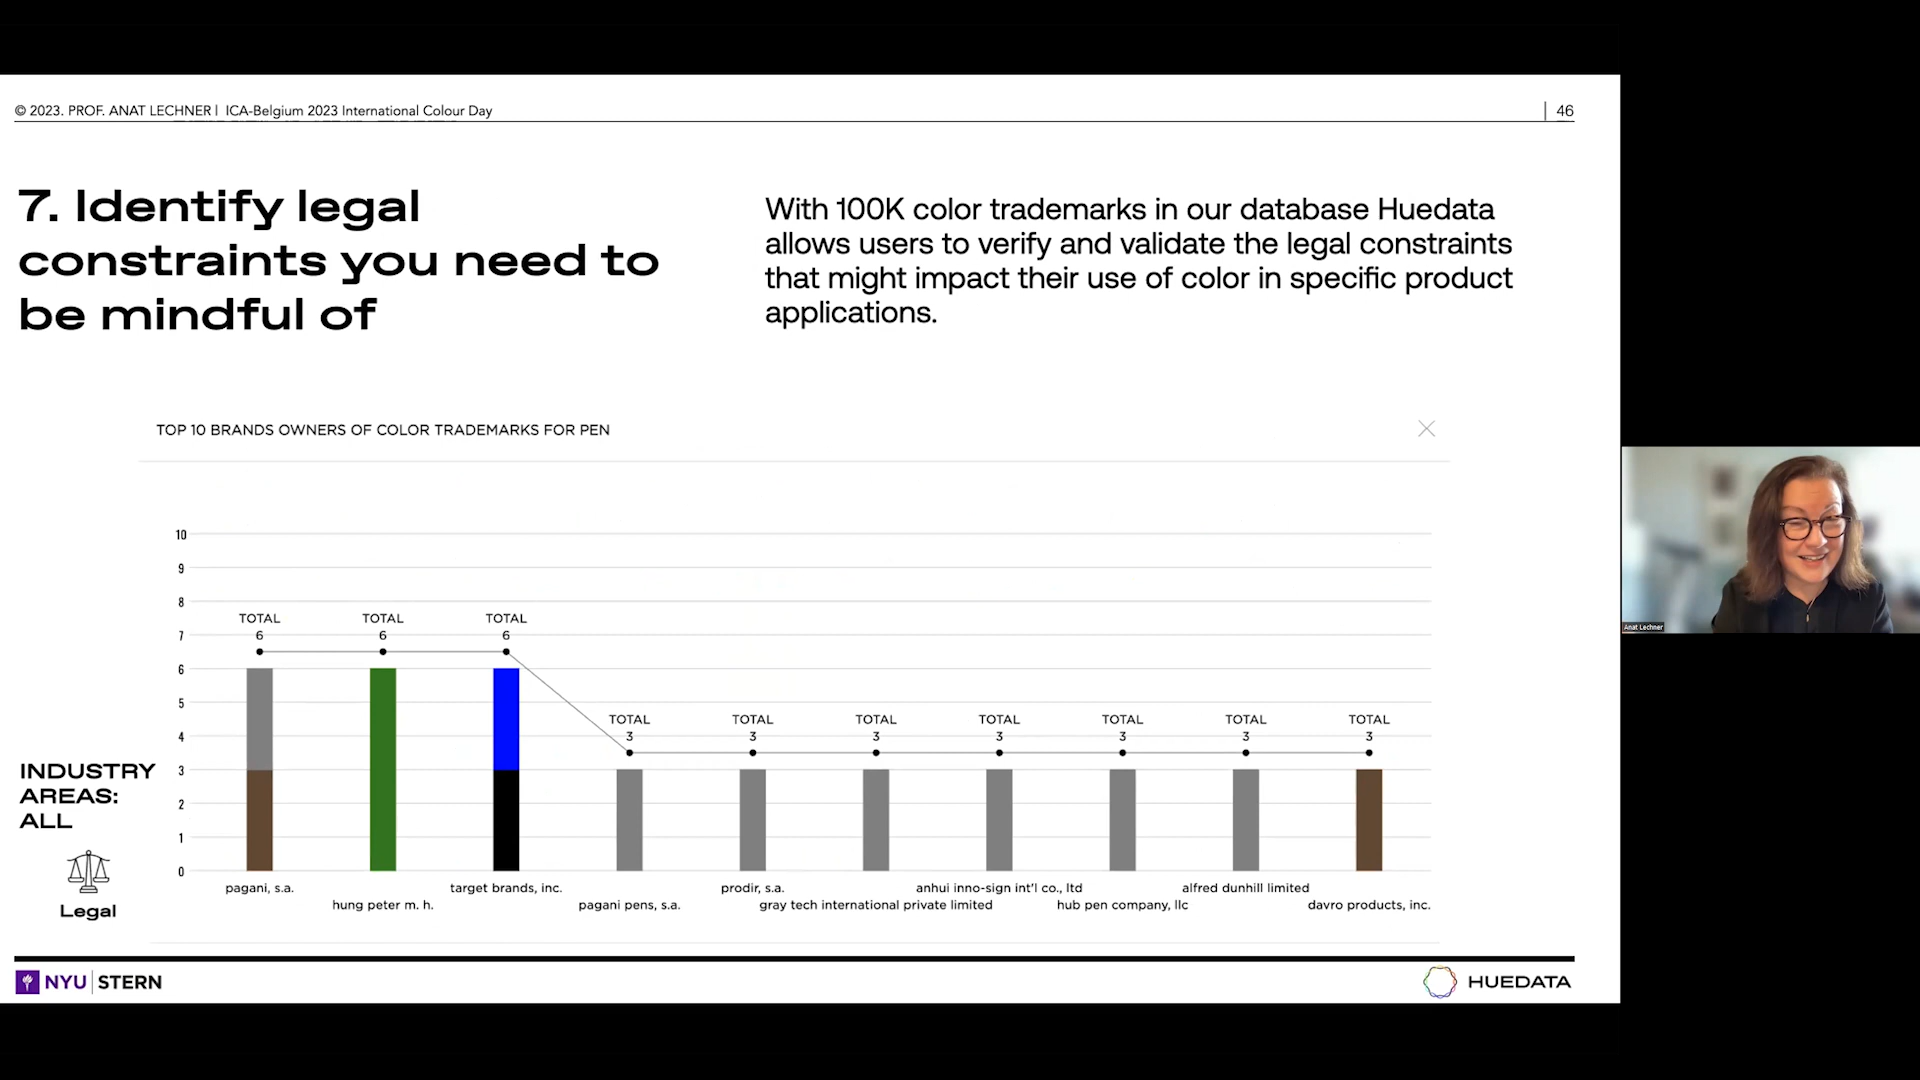 © 2023. PROF. ANAT LECHNER | ICA-Belgium 2023 International Colour Day
| 46
7. Identify legal
constraints you need to
be mindful of
With 100K color trademarks in our database Huedata
allows users to verify and validate the legal constraints
that might impact their use of color in specific product
applications.
TOP 10 BRANDS OWNERS OF COLOR TRADEMARKS FOR PEN
10
9
8
7
6
5
4
3
2
1
0
TOTAL
6
TOTAL
6
TOTAL
6
TOTAL
3
TOTAL
3
TOTAL
3
TOTAL
3
TOTAL
3
TOTAL
3
TOTAL
3
pagani, s.a.
hung peter m. h.
target brands, inc.
pagani pens, s.a.
prodir, s.a.
gray tech international private limited
anhui inno-sign int'l co., ltd
hub pen company, llc
alfred dunhill limited
davro products, inc.
INDUSTRY
AREAS:
ALL
Legal
NYU | STERN
HUEDATA
Anat Lechner